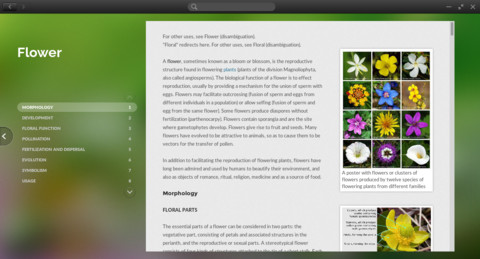 Flower
MORPHOLOGY 1
DEVELOPMENT 2
FLORAL FUNCTION 3
POLLINATION 4
FERTILIZATION AND DISPERSAL 5
EVOLUTION 6
SYMBOLISM 7
USAGE 8
For other uses, see Flower (disambiguation).
"Floral" redirects here. For other uses, see Floral (disambiguation).
A flower, sometimes known as a bloom or blossom, is the reproductive
structure found in flowering plants (plants of the division Magnoliophyta,
also called angiosperms). The biological function of a flower is to effect
reproduction, usually by providing a mechanism for the union of sperm with
eggs. Flowers may facilitate outcrossing (fusion of sperm and eggs from
different individuals in a population) or allow selfing (fusion of sperm and
egg from the same flower). Some flowers produce diaspores without
fertilization (parthenocarpy). Flowers contain sporangia and are the site
where gametophytes develop. Flowers give rise to fruit and seeds. Many
flowers have evolved to be attractive to animals, so as to cause them to be
vectors for the transfer of pollen.
In addition to facilitating the reproduction of flowering plants, flowers have
long been admired and used by humans to beautify their environment, and
also as objects of romance, ritual, religion, medicine and as a source of food.
Morphology
FLORAL PARTS
The essential parts of a flower can be considered in two parts: the
vegetative part, consisting of petals and associated structures in the
perianth, and the reproductive or sexual parts. A stereotypical flower
A poster with flowers or clusters of
flowers produced by twelve species of
flowering plants from different families